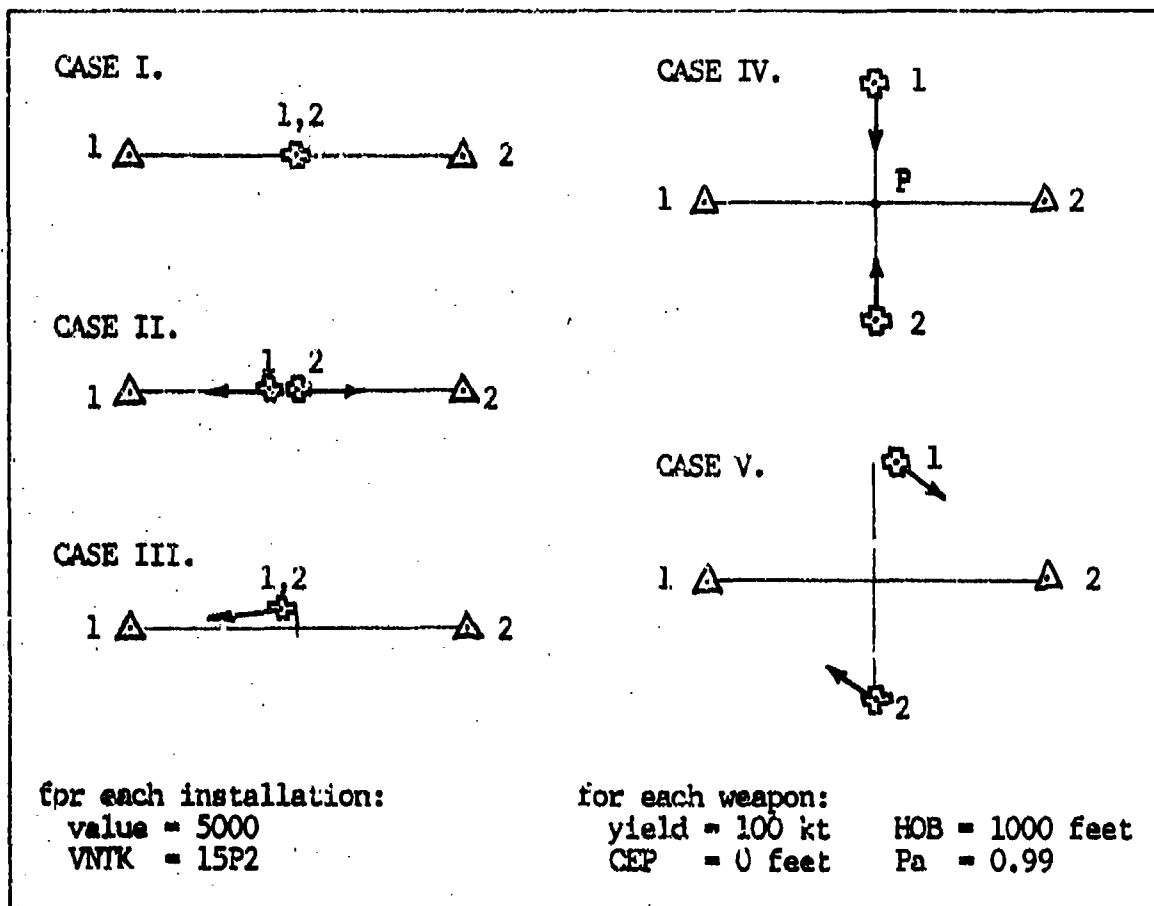 CASE I.
1,2
1
2
CASE II.
1 2
1
2
CASE III.
1,2
1
2
CASE IV.
1
P
1
2
2
CASE V.
1
1
2
2
fpr each installation:
value = 5000
VNTK = 15P2
for each weapon:
yield = 100 kt HOB = 1000 feet
CEP = 0 feet Pa = 0.99